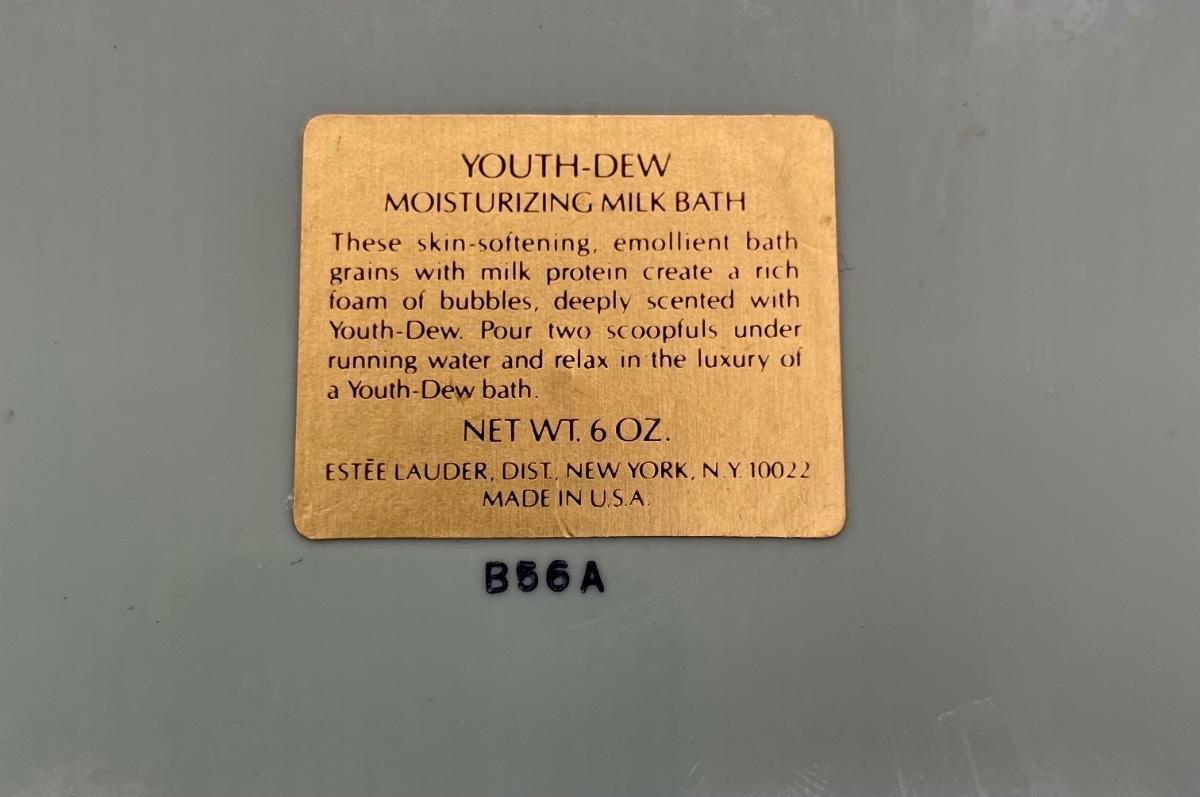 YOUTH-DEW
MOISTURIZING MILK BATH
These skin-softening, emollient bath
grains with milk protein create a rich
foam of bubbles, deeply scented with
Youth-Dew. Pour two scoopfuls under
running water and relax in the luxury of
a Youth-Dew bath.
NET WT. 6 OZ.
ESTĒE LAUDER, DIST., NEW YORK, N.Y. 10022
MADE IN U.S.A.
B56A